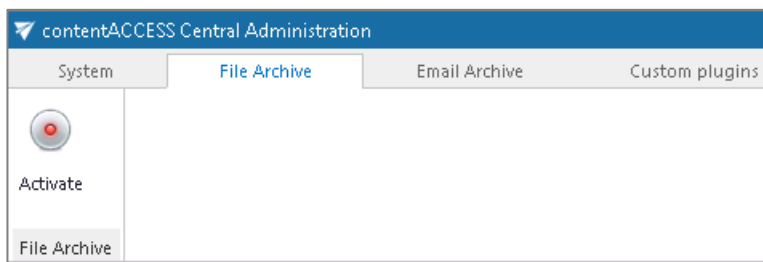 contentACCESS Central Administration
System File Archive Email Archive Custom plugins
Activate
File Archive